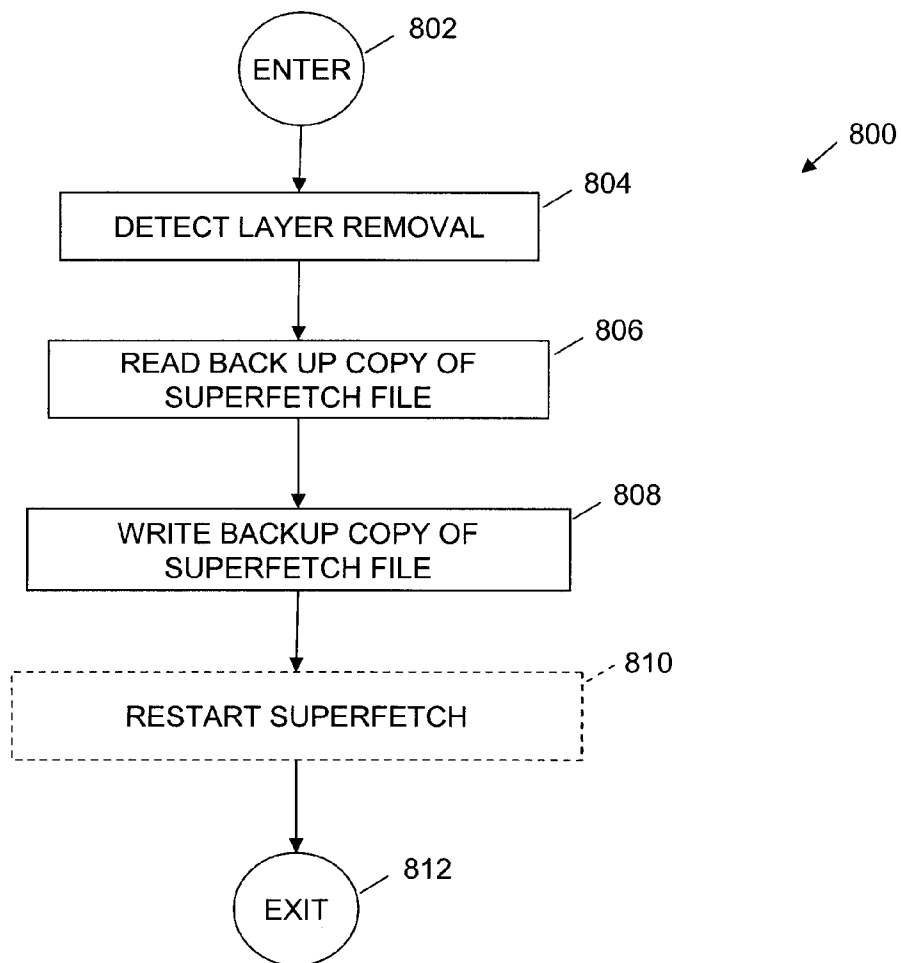 802
ENTER
800
804
DETECT LAYER REMOVAL
806
READ BACK UP COPY OF
SUPERFETCH FILE
808
WRITE BACKUP COPY OF
SUPERFETCH FILE
810
RESTART SUPERFETCH
812
EXIT